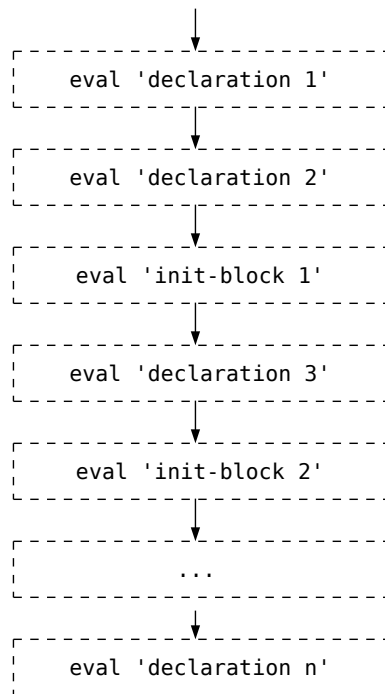 eval 'declaration 1'
eval 'declaration 2'
eval 'init-block 1'
eval 'declaration 3'
eval 'init-block 2'
...
eval 'declaration n'